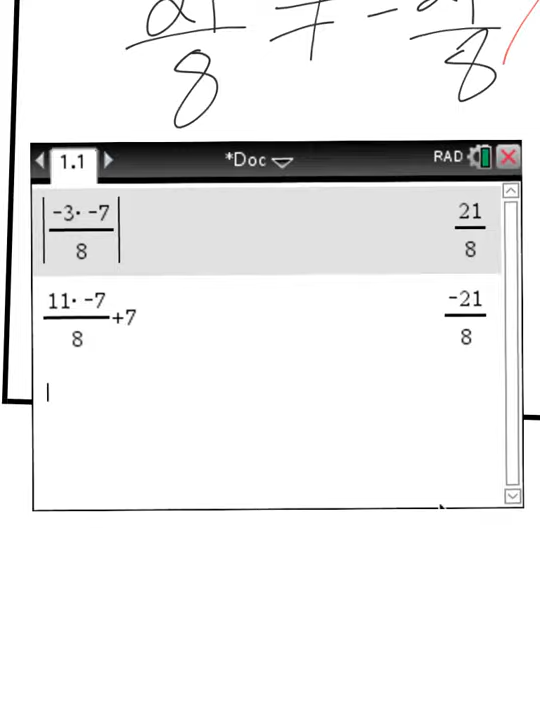 21/8 ≠ -21/8
1.1 *Doc RAD
|-3· -7/8| 21/8
11· -7/8+7 -21/8